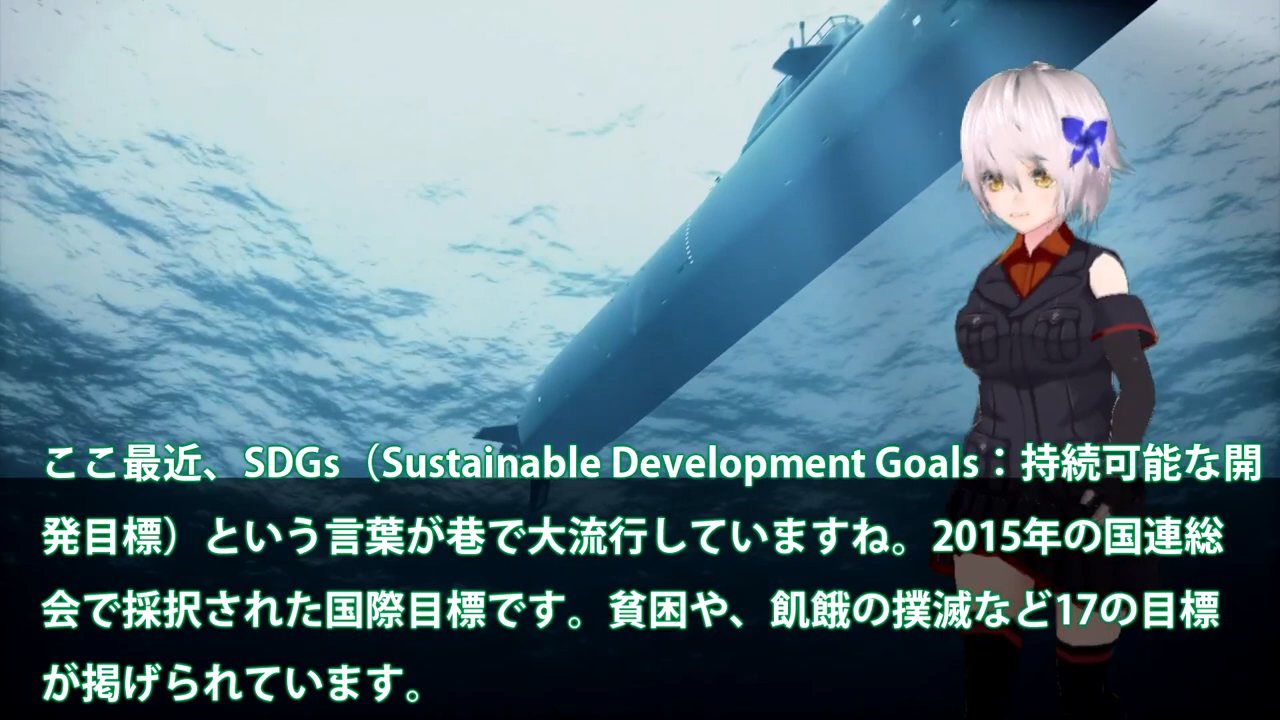 ここ最近、SDGs（Sustainable Development Goals：持続可能な開
発目標）という言葉が巷で大流行していますね。2015年の国連総
会で採択された国際目標です。貧困や、飢餓の撲滅など17の目標
が掲げられています。